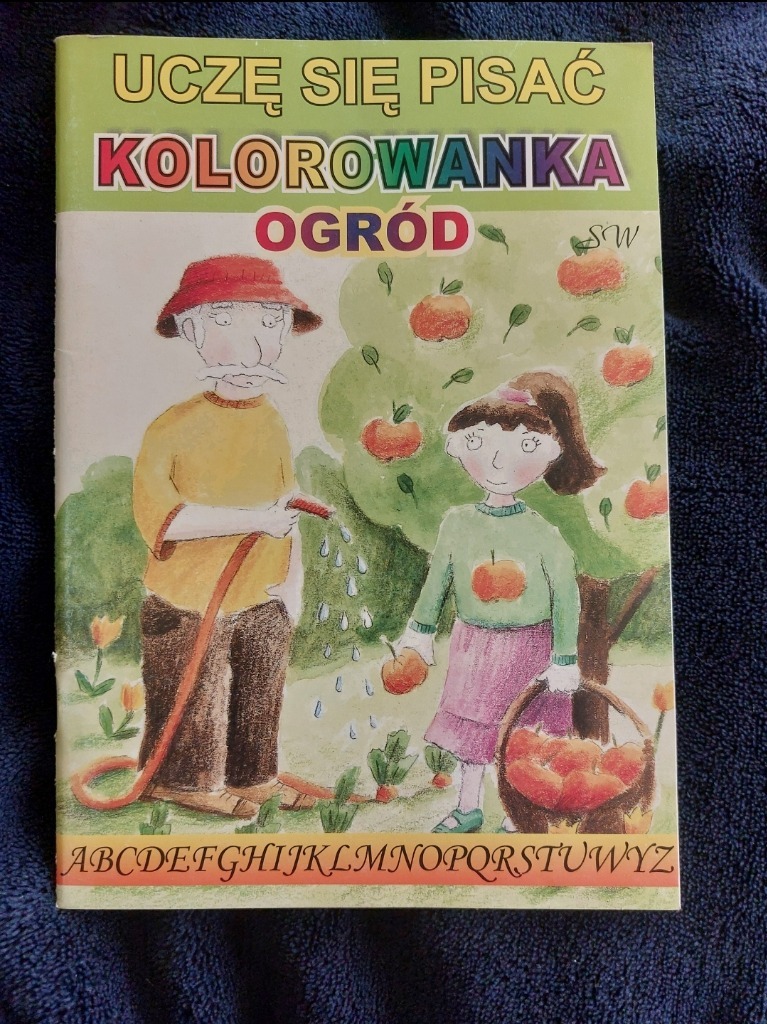 UCZĘ SIĘ PISAĆ
KOLOROWANKA
OGRÓD
SW
ABCDEFGHIJKLMNOPQRSTUWYZ